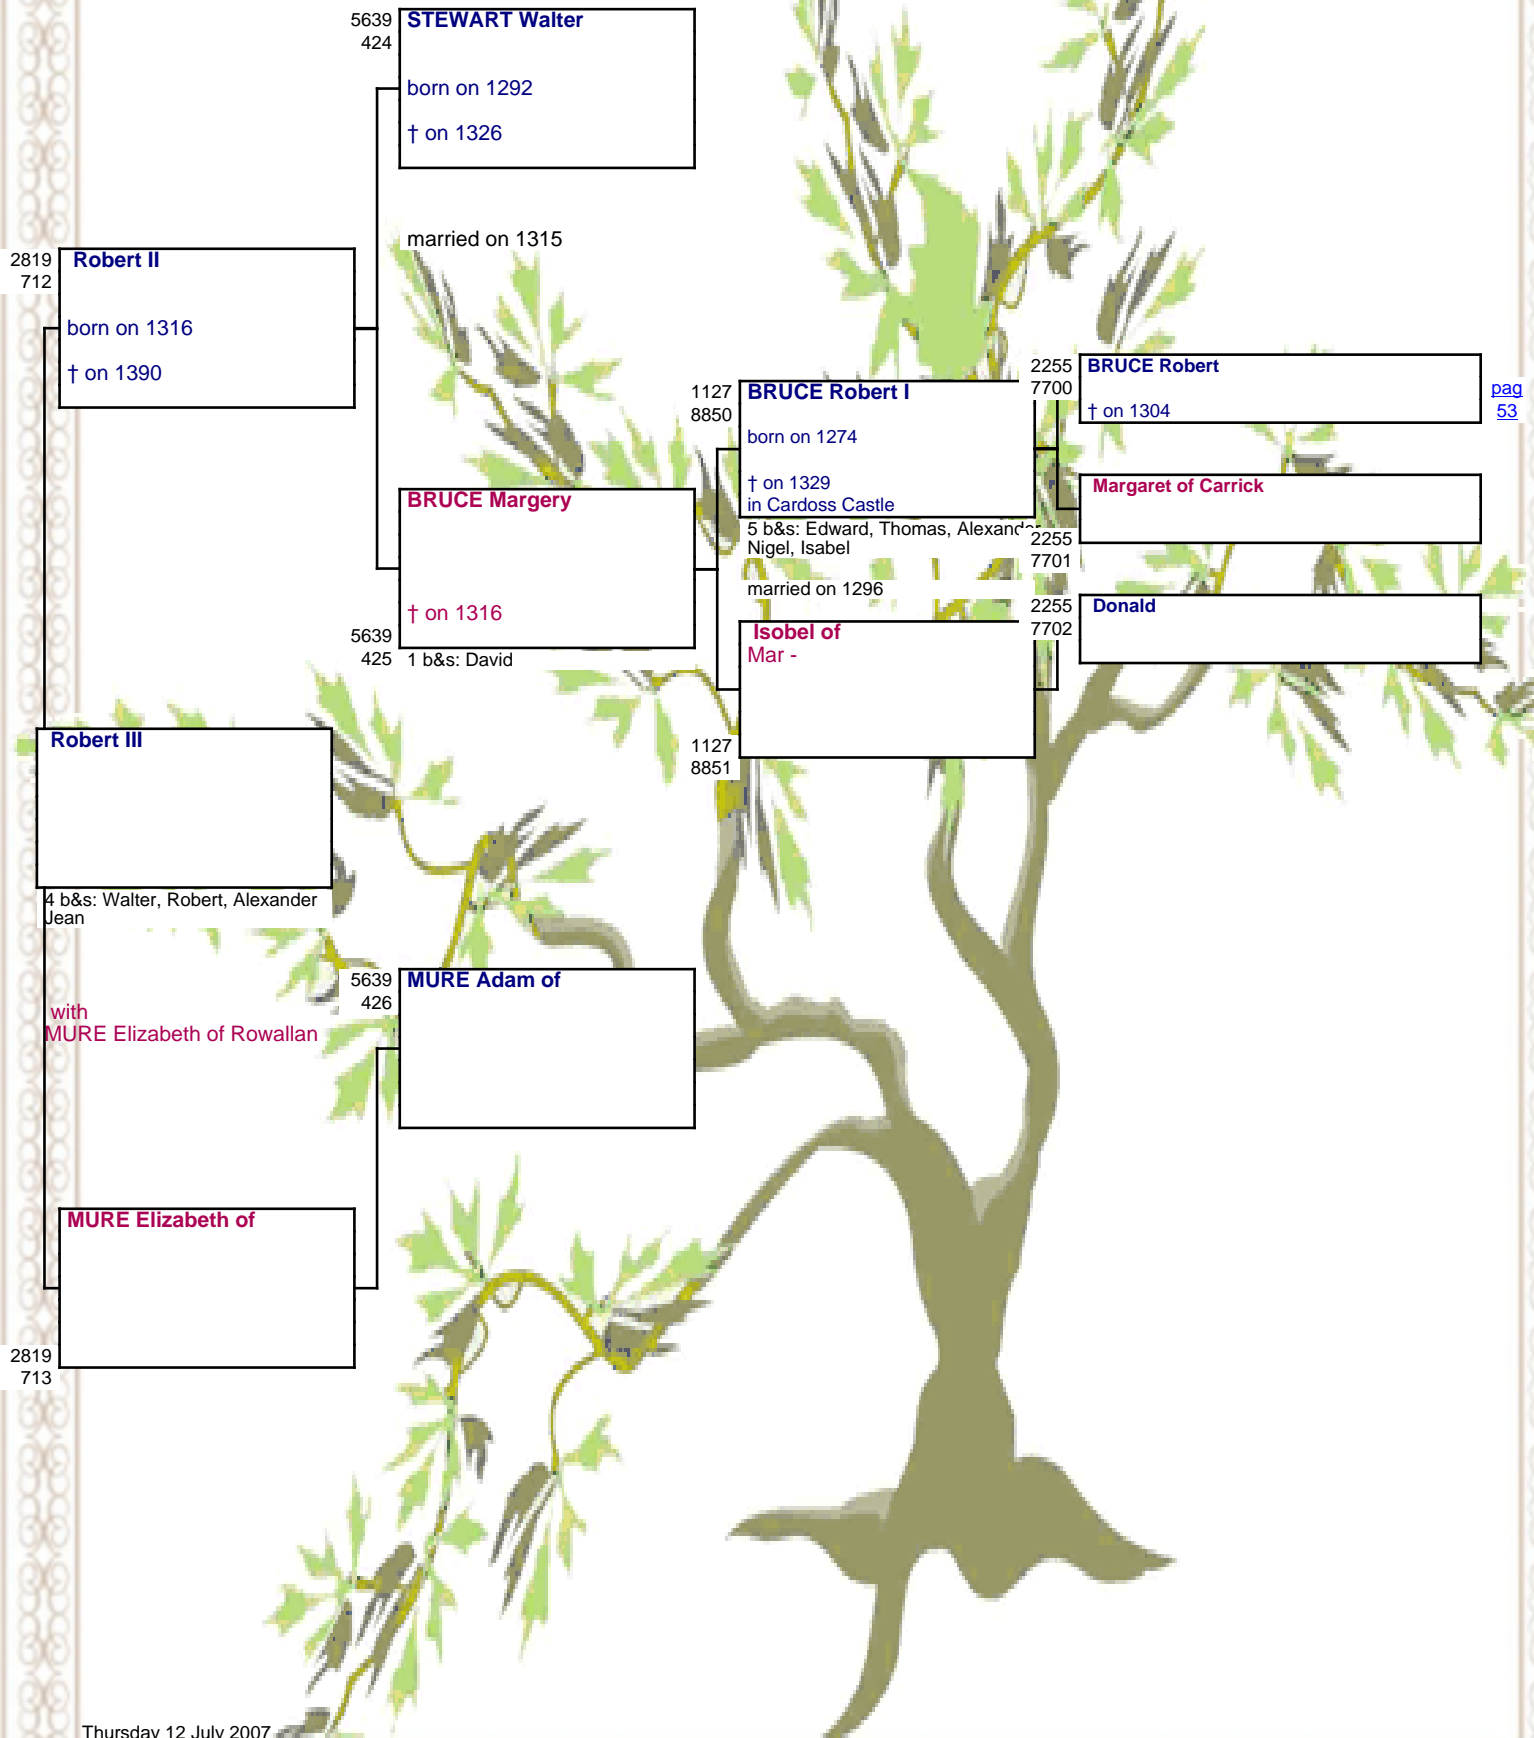 5639
424
STEWART Walter
born on 1292
† on 1326
married on 1315
2819
712
Robert II
born on 1316
† on 1390
1127
8850
BRUCE Robert I
born on 1274
† on 1329
in Cardoss Castle
5 b&s: Edward, Thomas, Alexander
Nigel, Isabel
married on 1296
2255
7700
BRUCE Robert
† on 1304
pag
53
Margaret of Carrick
2255
7701
2255
7702
Donald
BRUCE Margery
† on 1316
5639
425
1 b&s: David
Isobel of
Mar -
1127
8851
Robert III
4 b&s: Walter, Robert, Alexander
Jean
with
MURE Elizabeth of Rowallan
5639
426
MURE Adam of
MURE Elizabeth of
2819
713
Thursday 12 July 2007